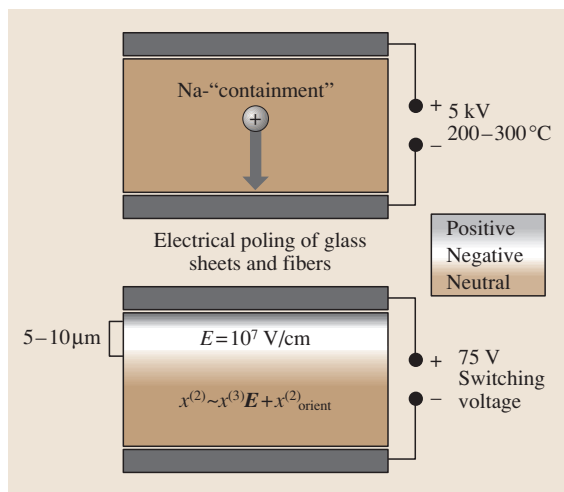 Na-“containment”
+
+
5 kV
–
200–300 °C
Electrical poling of glass
sheets and fibers
Positive
Negative
Neutral
5–10 µm
E = 10⁷ V/cm
+
75 V
Switching
–
voltage
x⁽²⁾~x⁽³⁾E + x⁽²⁾orient